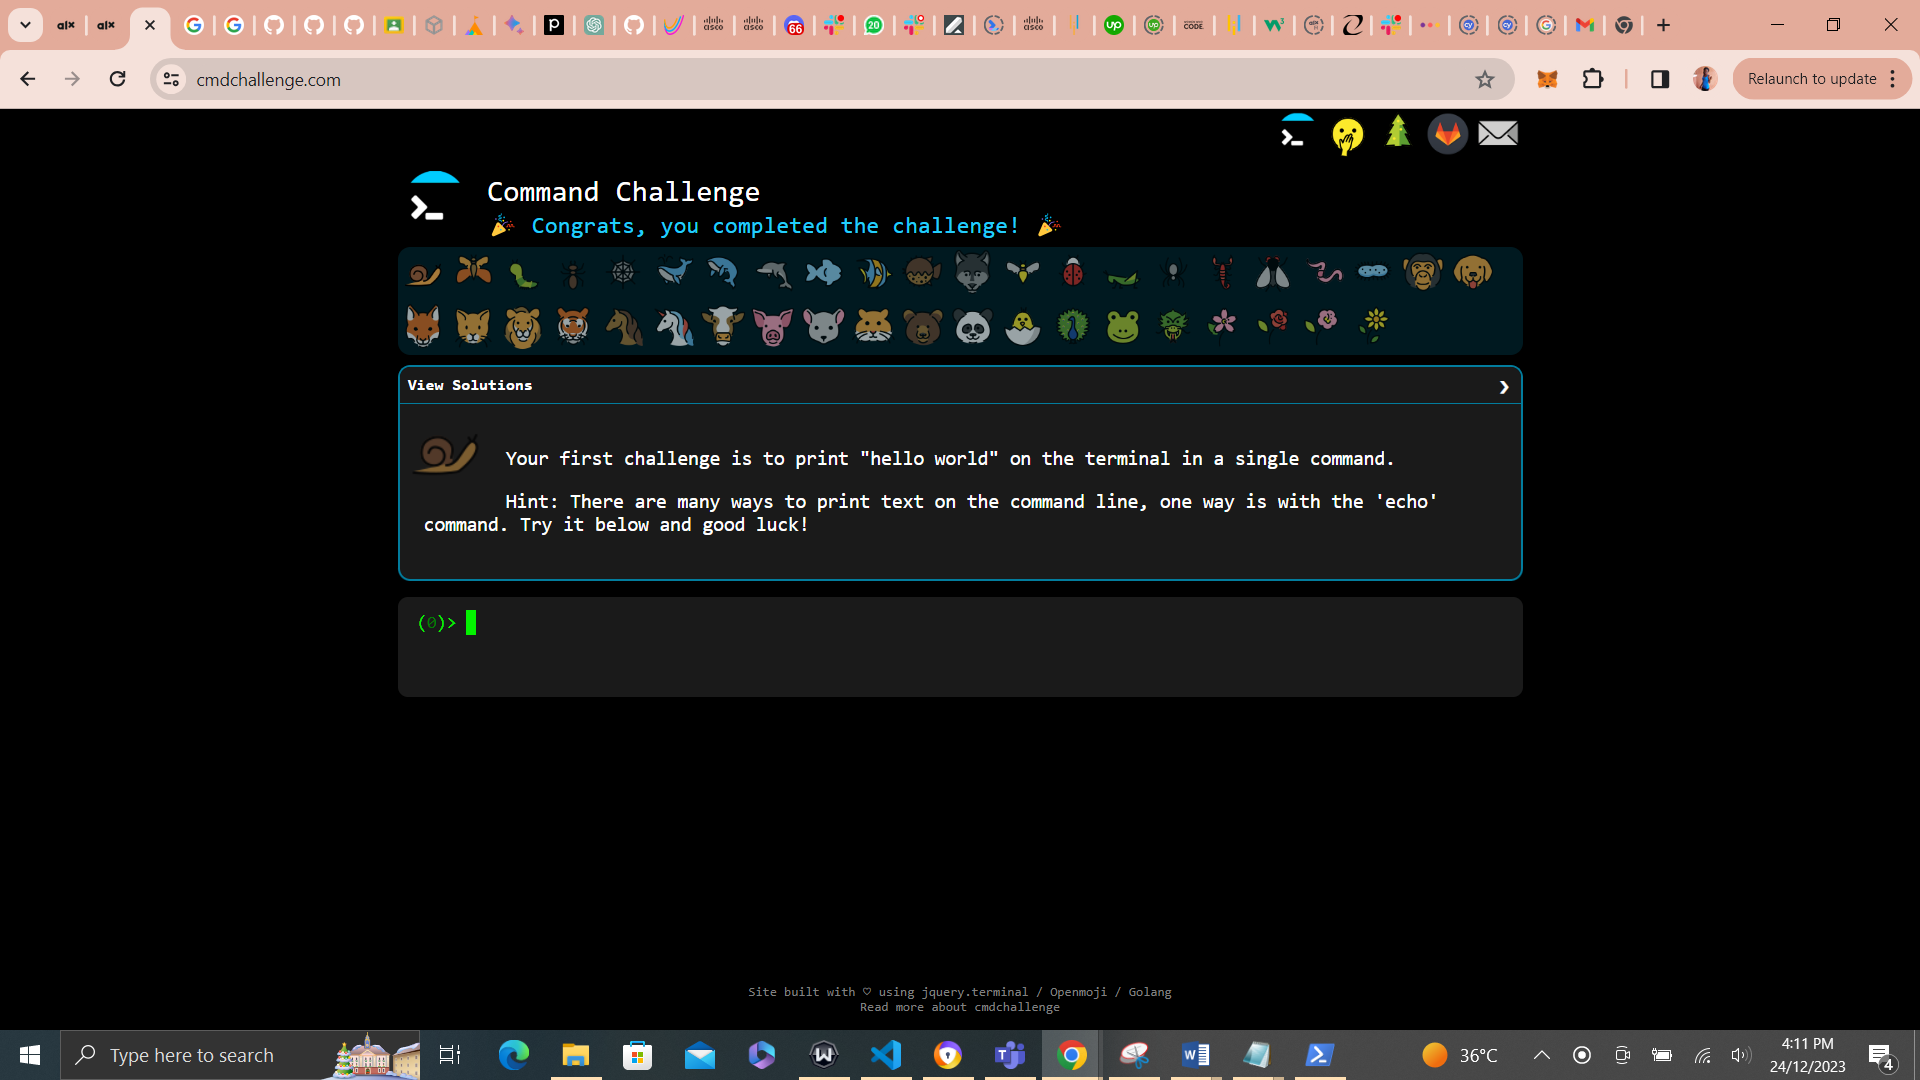 cmdchallenge.com
Relaunch to update
Command Challenge
Congrats, you completed the challenge!
View Solutions
Your first challenge is to print "hello world" on the terminal in a single command.
Hint: There are many ways to print text on the command line, one way is with the 'echo'
command. Try it below and good luck!
(0)>
Site built with ♡ using jquery.terminal / Openmoji / Golang
Read more about cmdchallenge
Type here to search
36°C
4:11 PM
24/12/2023
4